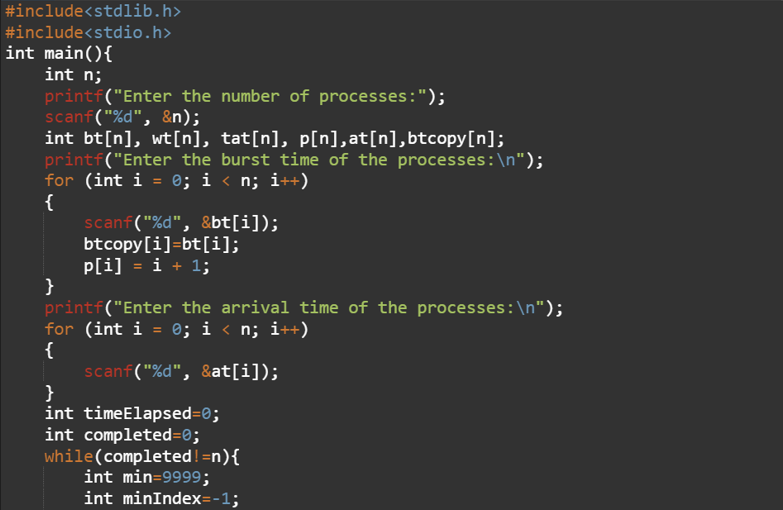 #include<stdlib.h>
#include<stdio.h>
int main(){
    int n;
    printf("Enter the number of processes:");
    scanf("%d", &n);
    int bt[n], wt[n], tat[n], p[n],at[n],btcopy[n];
    printf("Enter the burst time of the processes:\n");
    for (int i = 0; i < n; i++)
    {
        scanf("%d", &bt[i]);
        btcopy[i]=bt[i];
        p[i] = i + 1;
    }
    printf("Enter the arrival time of the processes:\n");
    for (int i = 0; i < n; i++)
    {
        scanf("%d", &at[i]);
    }
    int timeElapsed=0;
    int completed=0;
    while(completed!=n){
        int min=9999;
        int minIndex=-1;